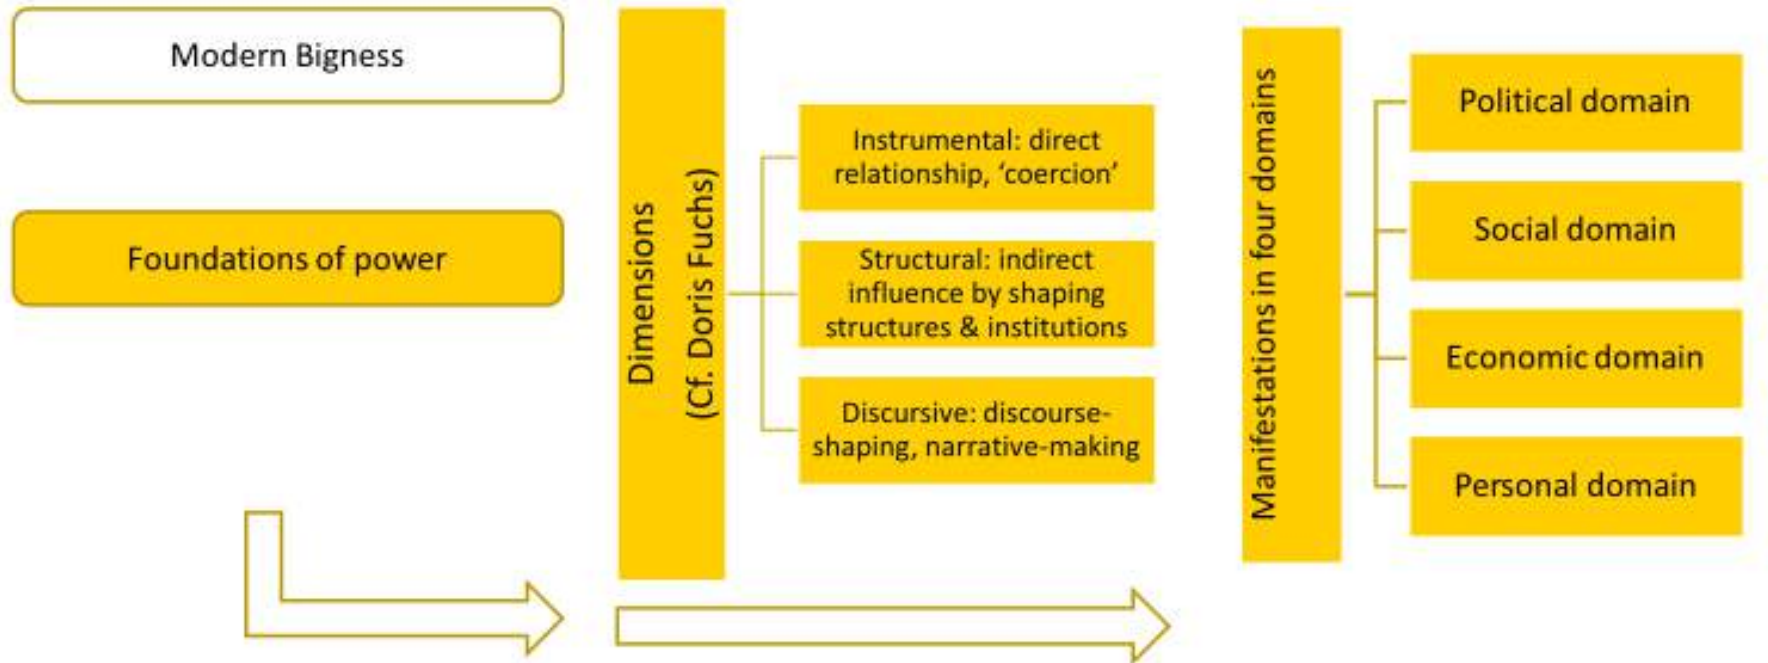 Modern Bigness
Foundations of power
Dimensions
(Cf. Doris Fuchs)
Instrumental: direct
relationship, ‘coercion’
Structural: indirect
influence by shaping
structures & institutions
Discursive: discourse-
shaping, narrative-making
Manifestations in four domains
Political domain
Social domain
Economic domain
Personal domain